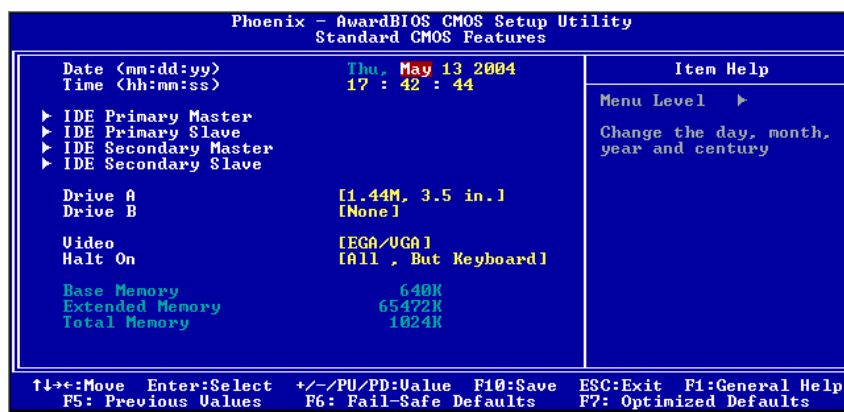 Phoenix - AwardBIOS CMOS Setup Utility
Standard CMOS Features
Date (mm:dd:yy) Thu, May 13 2004
Time (hh:mm:ss) 17 : 42 : 44
IDE Primary Master
IDE Primary Slave
IDE Secondary Master
IDE Secondary Slave
Drive A [1.44M, 3.5 in.]
Drive B [None]
Video [EGA/VGA]
Halt On [All , But Keyboard]
Base Memory 640K
Extended Memory 65472K
Total Memory 1024K
Item Help
Menu Level ►
Change the day, month,
year and century
↑↓→←:Move Enter:Select +/-/PU/PD:Value F10:Save ESC:Exit F1:General Help
F5: Previous Values F6: Fail-Safe Defaults F7: Optimized Defaults